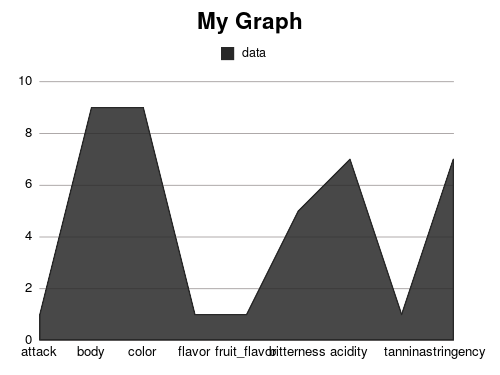 My Graph
data
10
8
6
4
2
0
attack body color flavor fruit_flavor bitterness acidity tannin astringency